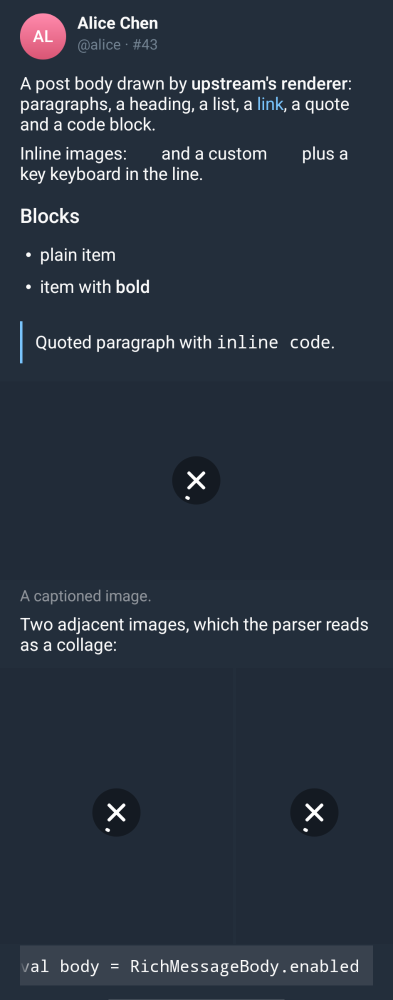 AL
Alice Chen
@alice · #43
A post body drawn by upstream's renderer:
paragraphs, a heading, a list, a link, a quote
and a code block.
Inline images: and a custom plus a
key keyboard in the line.
Blocks
• plain item
• item with bold
Quoted paragraph with inline code.
A captioned image.
Two adjacent images, which the parser reads
as a collage:
val body = RichMessageBody.enabled